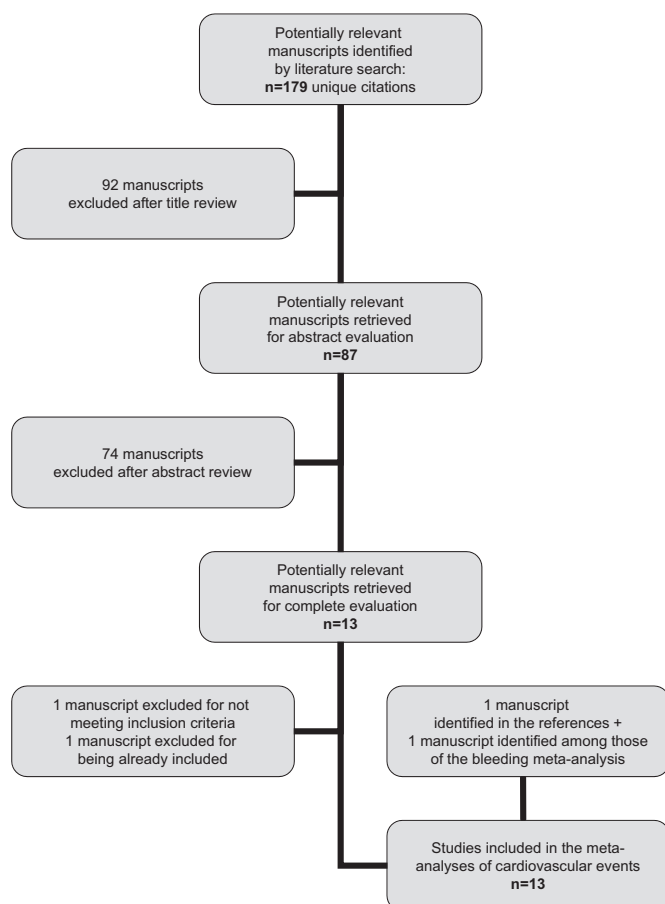 Potentially relevant
manuscripts identified
by literature search:
n=179 unique citations
92 manuscripts
excluded after title review
Potentially relevant
manuscripts retrieved
for abstract evaluation
n=87
74 manuscripts
excluded after abstract review
Potentially relevant
manuscripts retrieved
for complete evaluation
n=13
1 manuscript excluded for not
meeting inclusion criteria
1 manuscript excluded for
being already included
1 manuscript
identified in the references +
1 manuscript identified among those
of the bleeding meta-analysis
Studies included in the meta-
analyses of cardiovascular events
n=13